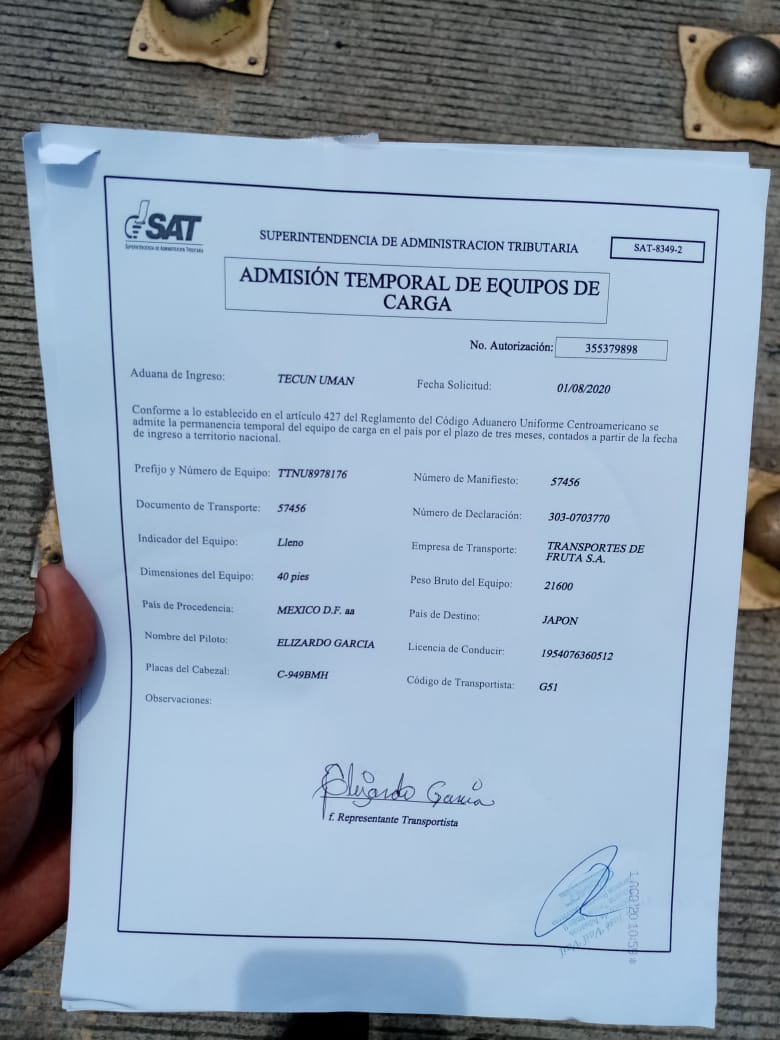 SAT
SUPERINTENDENCIA DE ADMINISTRACION TRIBUTARIA
SUPERINTENDENCIA DE ADMINISTRACION TRIBUTARIA
SAT-8349-2
ADMISIÓN TEMPORAL DE EQUIPOS DE
CARGA
No. Autorización: 355379898
Aduana de Ingreso: TECUN UMAN Fecha Solicitud: 01/08/2020
Conforme a lo establecido en el artículo 427 del Reglamento del Código Aduanero Uniforme Centroamericano se
admite la permanencia temporal del equipo de carga en el país por el plazo de tres meses, contados a partir de la fecha
de ingreso a territorio nacional.
Prefijo y Número de Equipo: TTNU8978176 Número de Manifiesto: 57456
Documento de Transporte: 57456 Número de Declaración: 303-0703770
Indicador del Equipo: Lleno Empresa de Transporte: TRANSPORTES DE
FRUTA S.A.
Dimensiones del Equipo: 40 pies Peso Bruto del Equipo: 21600
País de Procedencia: MEXICO D.F. aa País de Destino: JAPON
Nombre del Piloto: ELIZARDO GARCIA Licencia de Conducir: 1954076360512
Placas del Cabezal: C-949BMH Código de Transportista: G51
Observaciones:
Elizardo Garcia
f. Representante Transportista